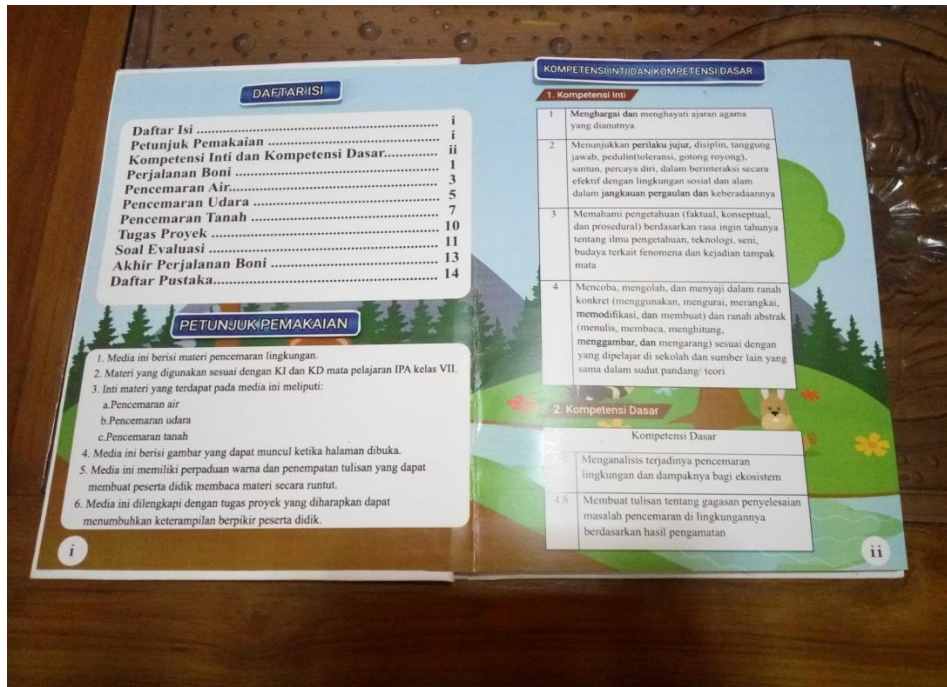 DAFTAR ISI
Daftar Isi ........................ i
Petunjuk Pemakaian ........................ i
Kompetensi Inti dan Kompetensi Dasar............... ii
Perjalanan Boni ........................ 1
Pencemaran Air........................ 3
Pencemaran Udara ........................ 5
Pencemaran Tanah ........................ 7
Tugas Proyek ........................ 10
Soal Evaluasi ........................ 11
Akhir Perjalanan Boni ........................ 13
Daftar Pustaka........................ 14
PETUNJUK PEMAKAIAN
1. Media ini berisi materi pencemaran lingkungan.
2. Materi yang digunakan sesuai dengan KI dan KD mata pelajaran IPA kelas VII.
3. Inti materi yang terdapat pada media ini meliputi:
a.Pencemaran air
b.Pencemaran udara
c.Pencemaran tanah
4. Media ini berisi gambar yang dapat muncul ketika halaman dibuka.
5. Media ini memiliki perpaduan warna dan penempatan tulisan yang dapat
membuat peserta didik membaca materi secara runtut.
6. Media ini dilengkapi dengan tugas proyek yang diharapkan dapat
menumbuhkan keterampilan berpikir peserta didik.
i
KOMPETENSI INTI DAN KOMPETENSI DASAR
1. Kompetensi Inti
1 Menghargai dan menghayati ajaran agama
yang dianutnya
2 Menunjukkan perilaku jujur, disiplin, tanggung
jawab, pedulin(toleransi, gotong royong),
santun, percaya diri, dalam berinteraksi secara
efektif dengan lingkungan sosial dan alam
dalam jangkauan pergaulan dan keberadaannya
3 Memahami pengetahuan (faktual, konseptual,
dan prosedural) berdasarkan rasa ingin tahunya
tentang ilmu pengetahuan, teknologi, seni,
budaya terkait fenomena dan kejadian tampak
mata
4 Mencoba, mengolah, dan menyaji dalam ranah
konkret (menggunakan, mengurai, merangkai,
memodifikasi, dan membuat) dan ranah abstrak
(menulis, membaca, menghitung,
menggambar, dan mengarang) sesuai dengan
yang dipelajar di sekolah dan sumber lain yang
sama dalam sudut pandang/ teori
2. Kompetensi Dasar
Kompetensi Dasar
Menganalisis terjadinya pencemaran
lingkungan dan dampaknya bagi ekosistem
4.8 Membuat tulisan tentang gagasan penyelesaian
masalah pencemaran di lingkungannya
berdasarkan hasil pengamatan
ii